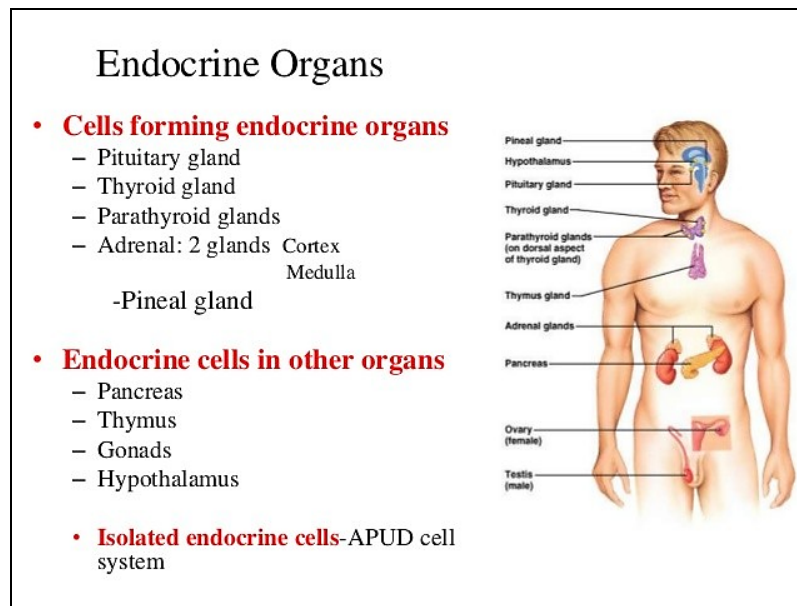 Endocrine Organs
• Cells forming endocrine organs
– Pituitary gland
– Thyroid gland
– Parathyroid glands
– Adrenal: 2 glands Cortex
Medulla
-Pineal gland
• Endocrine cells in other organs
– Pancreas
– Thymus
– Gonads
– Hypothalamus
• Isolated endocrine cells-APUD cell
system
Pineal gland
Hypothalamus
Pituitary gland
Thyroid gland
Parathyroid glands
(on dorsal aspect
of thyroid gland)
Thymus gland
Adrenal glands
Pancreas
Ovary
(female)
Testis
(male)